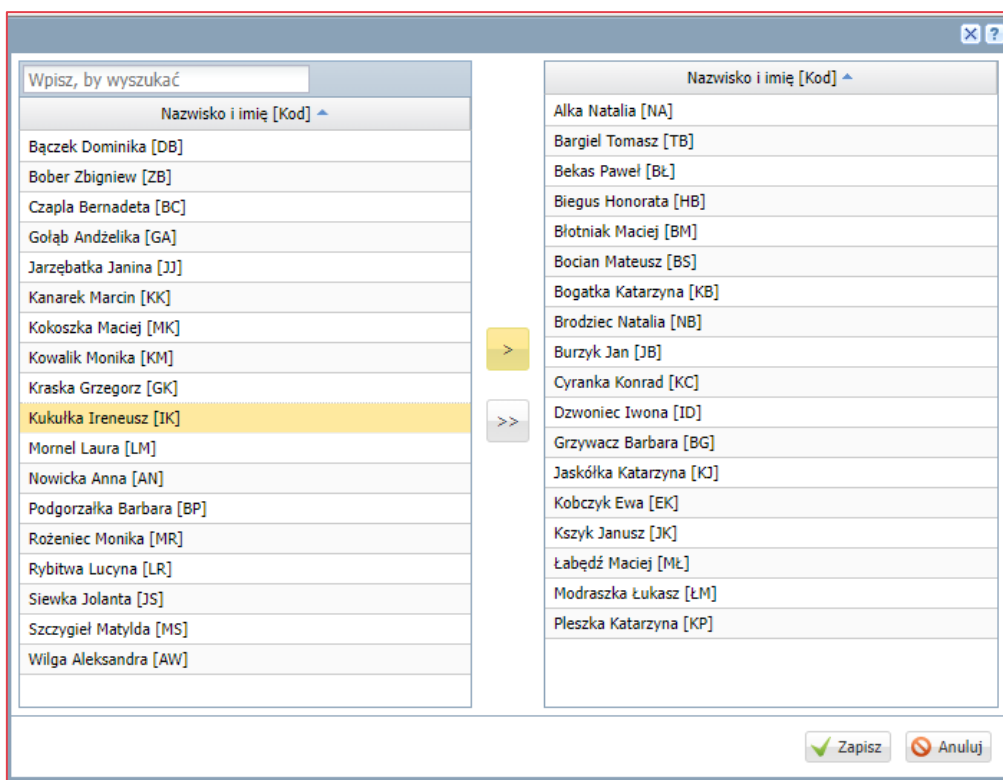 ?
Wpisz, by wyszukać
Nazwisko i imię [Kod]
Bączek Dominika [DB]
Bober Zbigniew [ZB]
Czapla Bernadeta [BC]
Gołąb Andżelika [GA]
Jarzębatka Janina [JJ]
Kanarek Marcin [KK]
Kokoszka Maciej [MK]
Kowalik Monika [KM]
Kraska Grzegorz [GK]
Kukułka Ireneusz [IK]
Mornel Laura [LM]
Nowicka Anna [AN]
Podgorzałka Barbara [BP]
Rożeniec Monika [MR]
Rybitwa Lucyna [LR]
Siewka Jolanta [JS]
Szczygieł Matylda [MS]
Wilga Aleksandra [AW]
>
>>
Nazwisko i imię [Kod]
Alka Natalia [NA]
Bargiel Tomasz [TB]
Bekas Paweł [BŁ]
Biegus Honorata [HB]
Błotniak Maciej [BM]
Bocian Mateusz [BS]
Bogatka Katarzyna [KB]
Brodziec Natalia [NB]
Burzyk Jan [JB]
Cyranka Konrad [KC]
Dzwoniec Iwona [ID]
Grzywacz Barbara [BG]
Jaskółka Katarzyna [KJ]
Kobczyk Ewa [EK]
Kszyk Janusz [JK]
Łabędź Maciej [MŁ]
Modraszka Łukasz [ŁM]
Pleszka Katarzyna [KP]
Zapisz
Anuluj